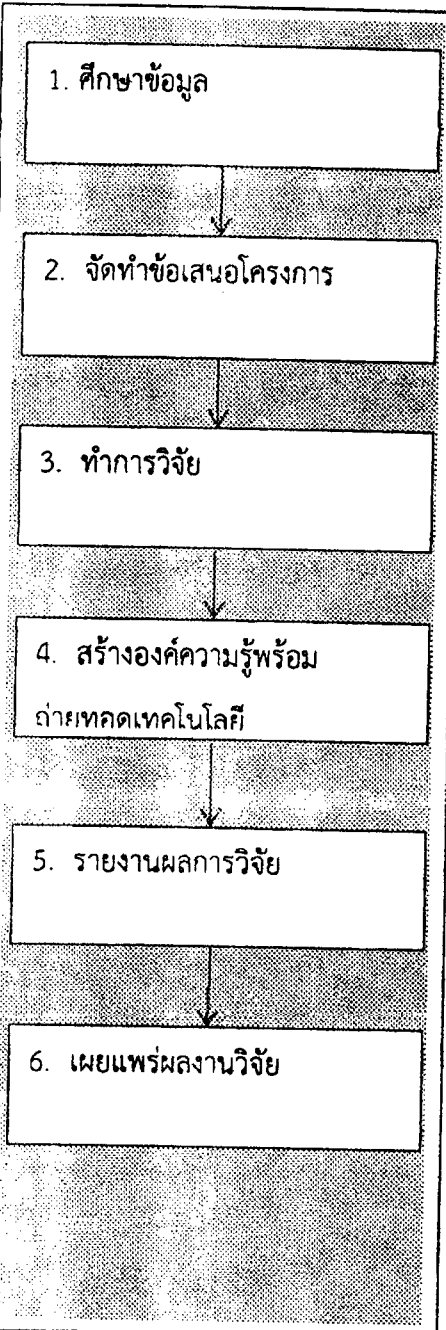 1. ศึกษาข้อมูล
2. จัดทำข้อเสนอโครงการ
3. ทำการวิจัย
4. สร้างองค์ความรู้พร้อม
ถ่ายทอดเทคโนโลยี
5. รายงานผลการวิจัย
6. เผยแพร่ผลงานวิจัย